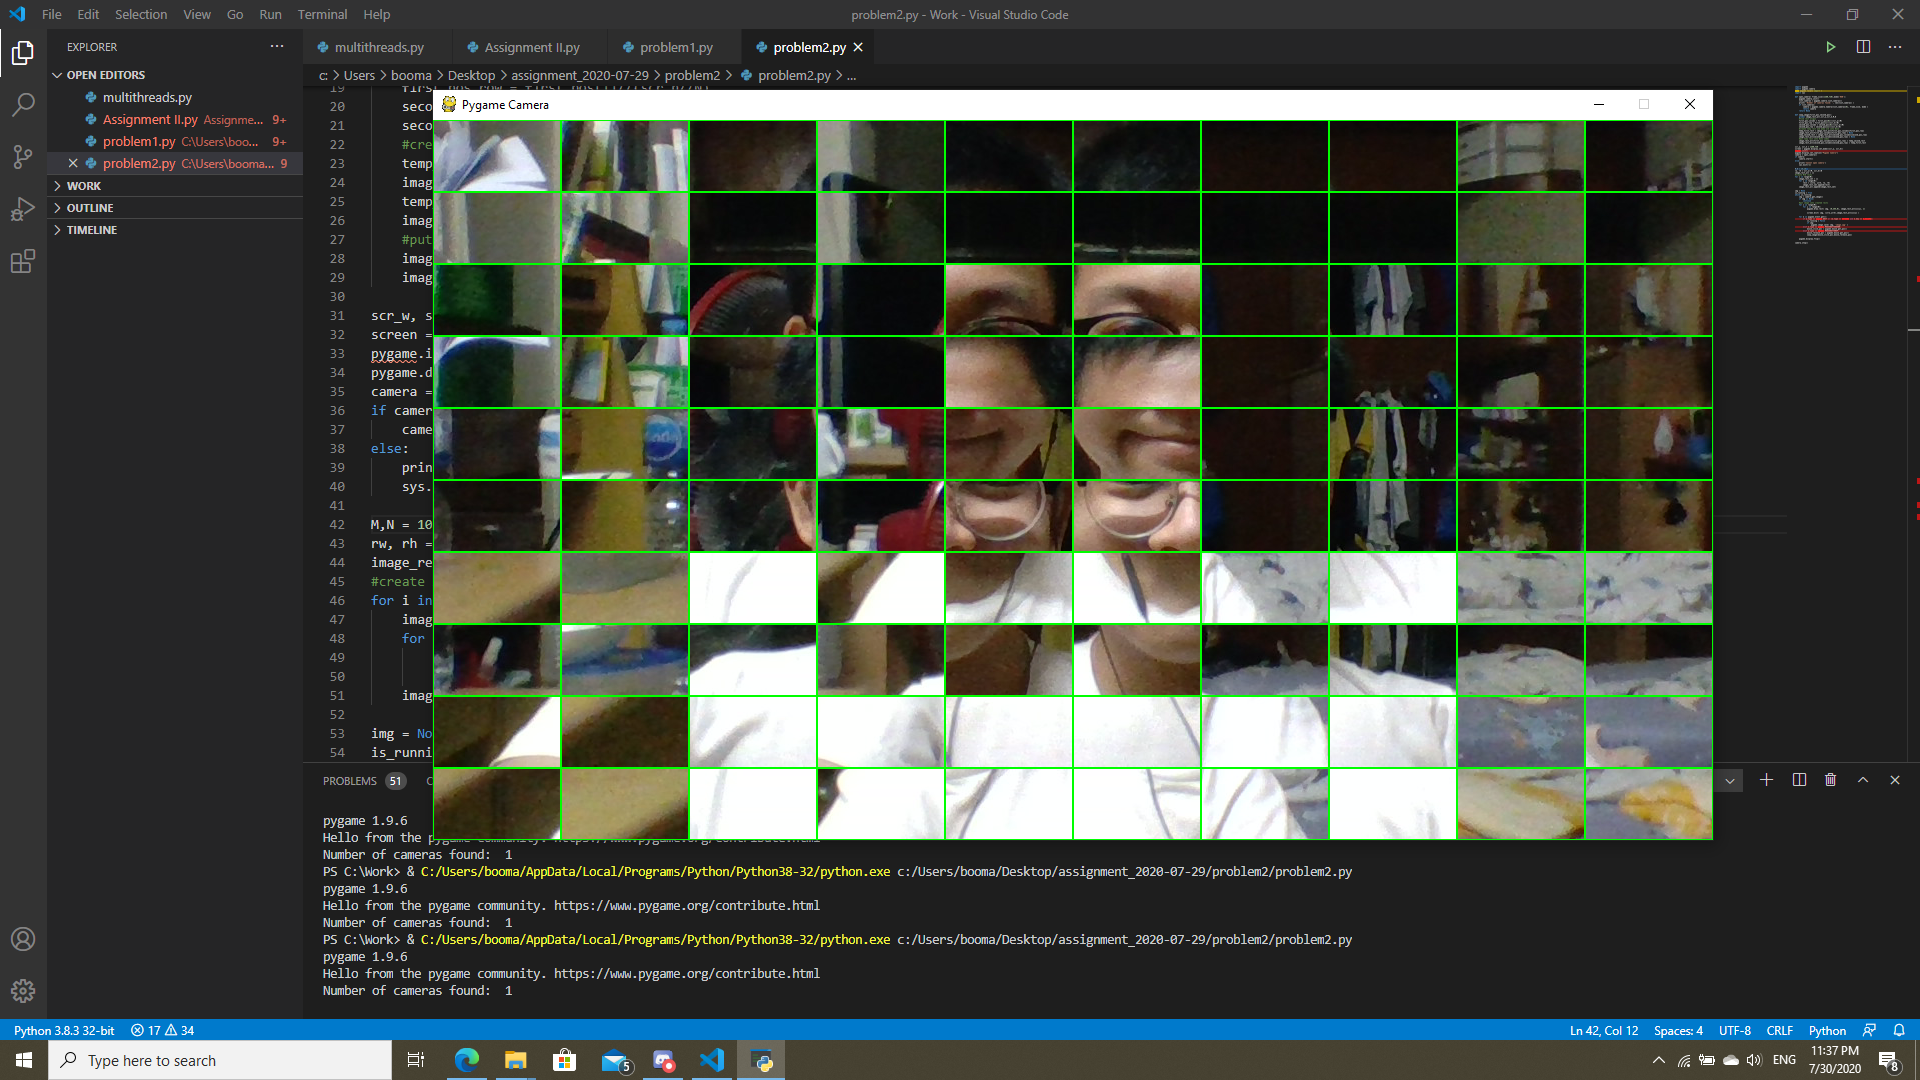 File Edit Selection View Go Run Terminal Help
problem2.py - Work - Visual Studio Code
EXPLORER
multithreads.py Assignment II.py problem1.py problem2.py
OPEN EDITORS
c: > Users > booma > Desktop > assignment_2020-07-29 > problem2 > problem2.py > ...
multithreads.py
Assignment II.py Assignme... 9+
problem1.py C:\Users\boo... 9+
problem2.py C:\Users\booma... 9
WORK
OUTLINE
TIMELINE
Pygame Camera
19
20 seco
21 seco
22 #cre
23 temp
24 imag
25 temp
26 imag
27 #put
28 imag
29 imag
30
31 scr_w, s
32 screen =
33 pygame.i
34 pygame.d
35 camera =
36 if camer
37 came
38 else:
39 prin
40 sys.
41
42 M,N = 10
43 rw, rh =
44 image_re
45 #create
46 for i in
47 imag
48 for
49
50
51 imag
52
53 img = No
54 is_runni
PROBLEMS 51
pygame 1.9.6
Hello from the pygame community. https://www.pygame.org/contribute.html
Number of cameras found: 1
PS C:\Work> & C:/Users/booma/AppData/Local/Programs/Python/Python38-32/python.exe c:/Users/booma/Desktop/assignment_2020-07-29/problem2/problem2.py
pygame 1.9.6
Hello from the pygame community. https://www.pygame.org/contribute.html
Number of cameras found: 1
PS C:\Work> & C:/Users/booma/AppData/Local/Programs/Python/Python38-32/python.exe c:/Users/booma/Desktop/assignment_2020-07-29/problem2/problem2.py
pygame 1.9.6
Hello from the pygame community. https://www.pygame.org/contribute.html
Number of cameras found: 1
Python 3.8.3 32-bit 17 34
Ln 42, Col 12 Spaces: 4 UTF-8 CRLF Python
Type here to search
5
ENG
11:37 PM
7/30/2020
8